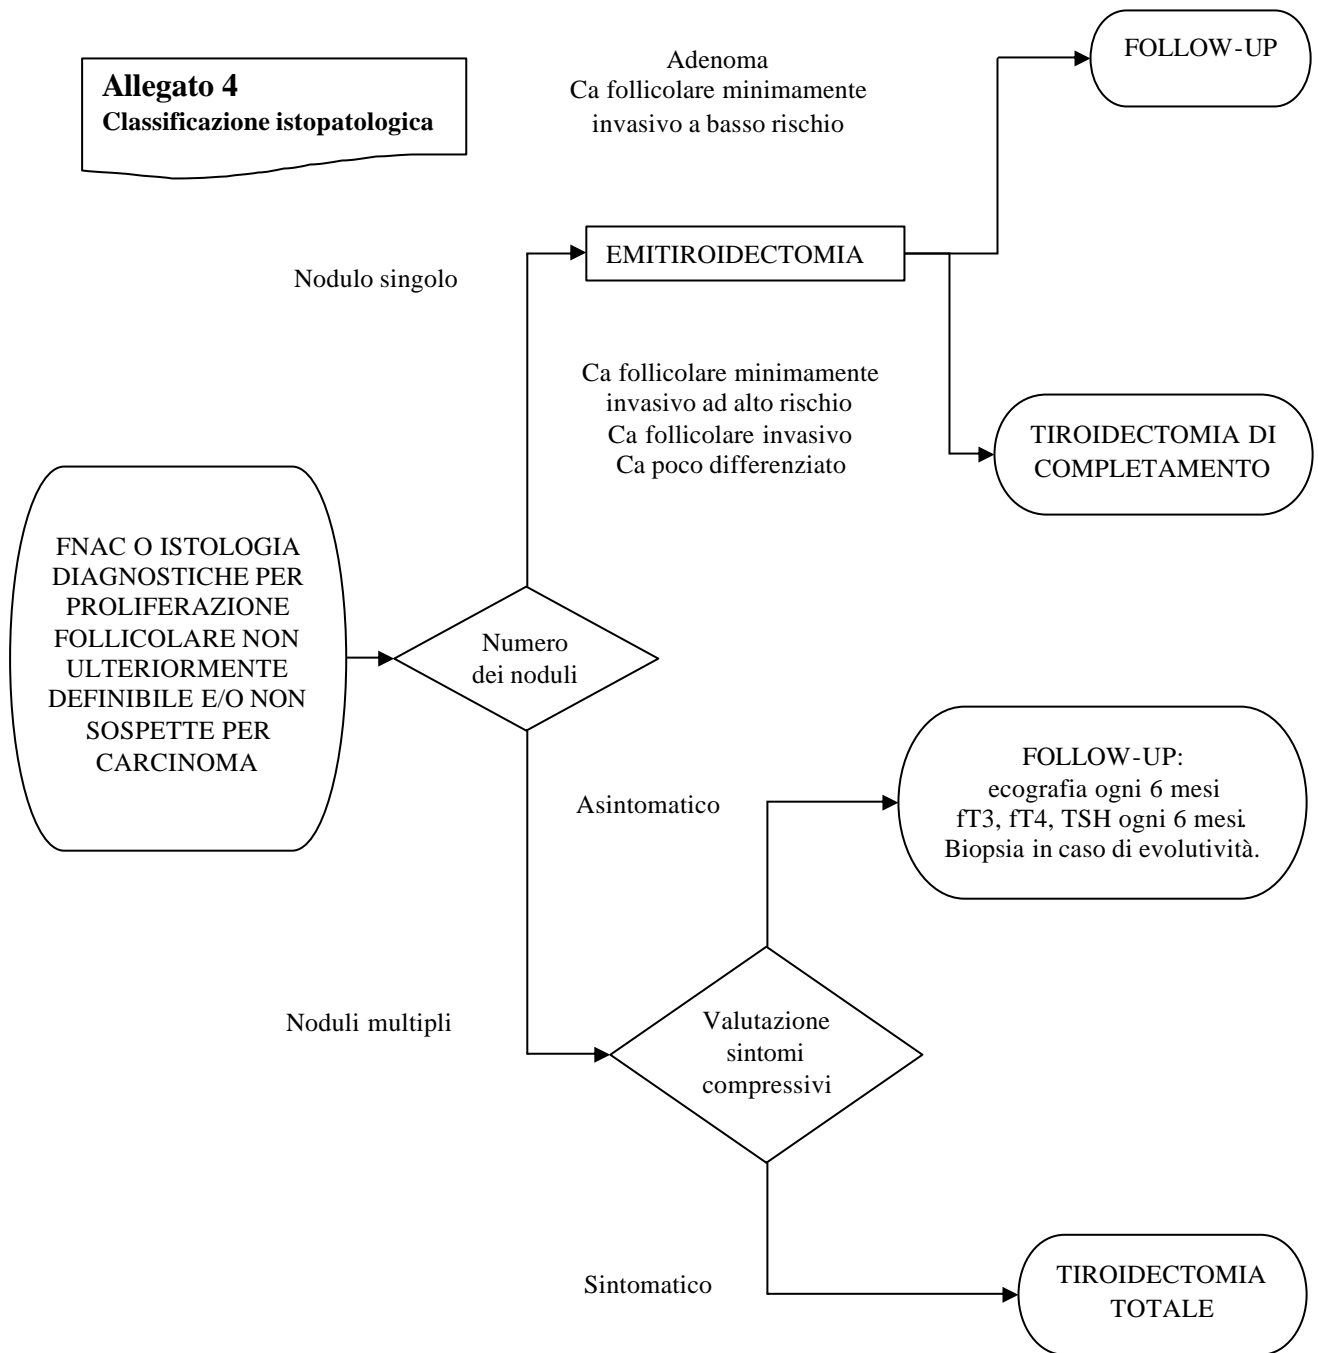 Allegato 4
Classificazione istopatologica
Adenoma
Ca follicolare minimamente
invasivo a basso rischio
FOLLOW-UP
Nodulo singolo
EMITIROIDECTOMIA
Ca follicolare minimamente
invasivo ad alto rischio
Ca follicolare invasivo
Ca poco differenziato
TIROIDECTOMIA DI
COMPLETAMENTO
FNAC O ISTOLOGIA
DIAGNOSTICHE PER
PROLIFERAZIONE
FOLLICOLARE NON
ULTERIORMENTE
DEFINIBILE E/O NON
SOSPETTE PER
CARCINOMA
Numero
dei noduli
Asintomatico
FOLLOW-UP:
ecografia ogni 6 mesi
fT3, fT4, TSH ogni 6 mesi.
Biopsia in caso di evolutività.
Noduli multipli
Valutazione
sintomi
compressivi
Sintomatico
TIROIDECTOMIA
TOTALE